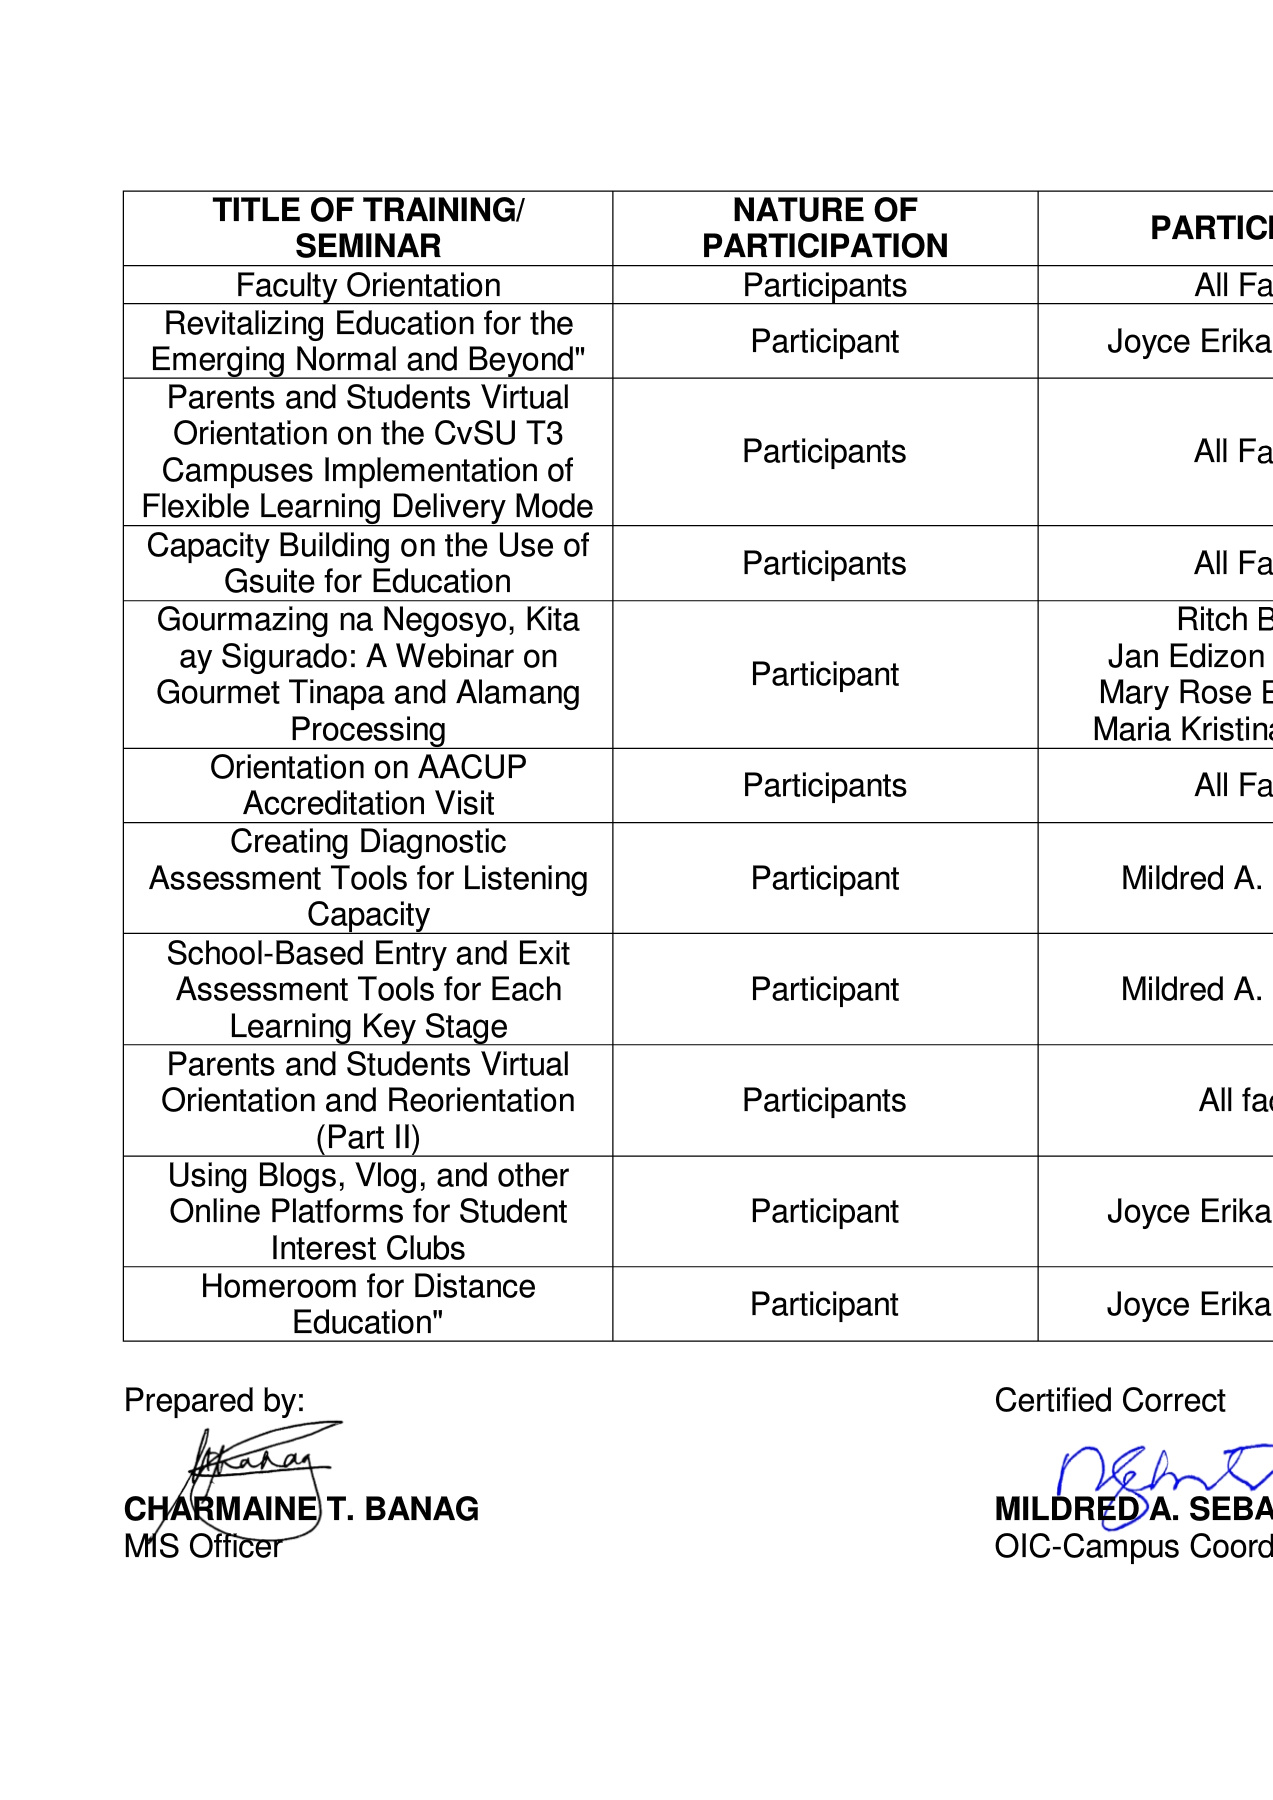 TITLE OF TRAINING/
SEMINAR
NATURE OF
PARTICIPATION
PARTICI
Faculty Orientation
Participants
All Fa
Revitalizing Education for the
Emerging Normal and Beyond"
Participant
Joyce Erika
Parents and Students Virtual
Orientation on the CvSU T3
Campuses Implementation of
Flexible Learning Delivery Mode
Participants
All Fa
Capacity Building on the Use of
Gsuite for Education
Participants
All Fa
Gourmazing na Negosyo, Kita
ay Sigurado: A Webinar on
Gourmet Tinapa and Alamang
Processing
Participant
Ritch B
Jan Edizon
Mary Rose E
Maria Kristina
Orientation on AACUP
Accreditation Visit
Participants
All Fa
Creating Diagnostic
Assessment Tools for Listening
Capacity
Participant
Mildred A.
School-Based Entry and Exit
Assessment Tools for Each
Learning Key Stage
Participant
Mildred A.
Parents and Students Virtual
Orientation and Reorientation
(Part II)
Participants
All fac
Using Blogs, Vlog, and other
Online Platforms for Student
Interest Clubs
Participant
Joyce Erika
Homeroom for Distance
Education"
Participant
Joyce Erika
Prepared by:
CHARMAINE T. BANAG
MIS Officer
Certified Correct
MILDRED A. SEBA
OIC-Campus Coord